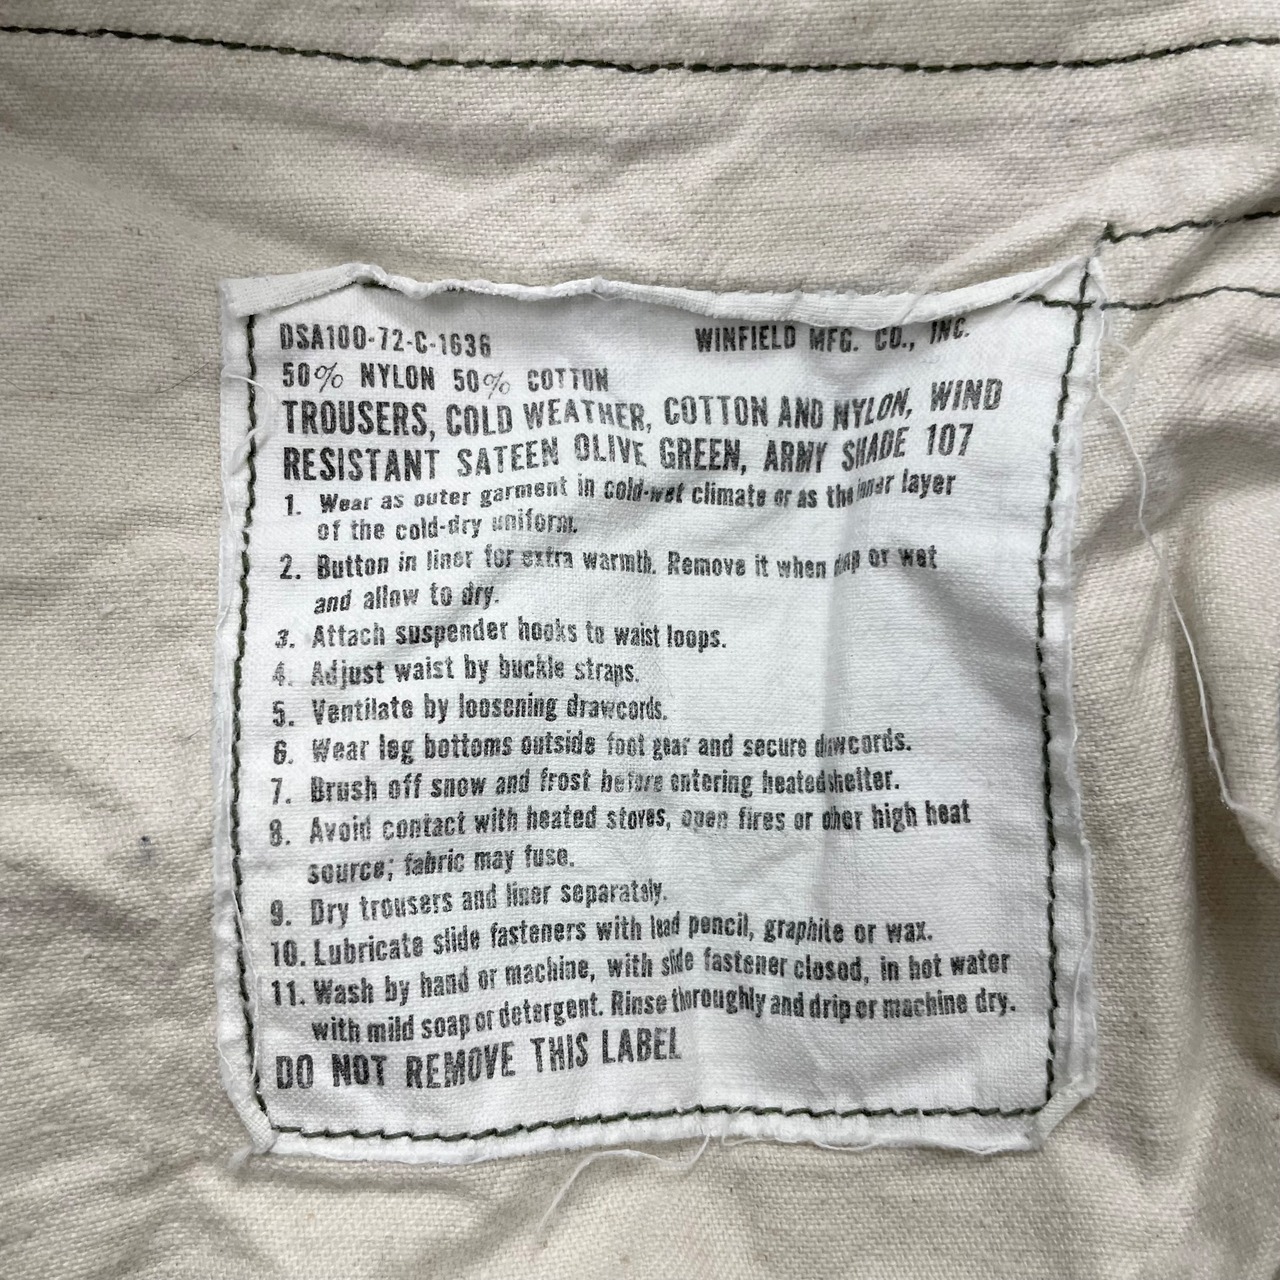 DSA100-72-C-1636 WINFIELD MFG. CO., INC.
50% NYLON 50% COTTON
TROUSERS, COLD WEATHER, COTTON AND NYLON, WIND
RESISTANT SATEEN OLIVE GREEN, ARMY SHADE 107
1. Wear as outer garment in cold-wet climate or as the inner layer
of the cold-dry uniform.
2. Button in liner for extra warmth. Remove it when damp or wet
and allow to dry.
3. Attach suspender hooks to waist loops.
4. Adjust waist by buckle straps.
5. Ventilate by loosening drawcords.
6. Wear leg bottoms outside foot gear and secure drawcords.
7. Brush off snow and frost before entering heated shelter.
8. Avoid contact with heated stoves, open fires or other high heat
source; fabric may fuse.
9. Dry trousers and liner separately.
10. Lubricate slide fasteners with lead pencil, graphite or wax.
11. Wash by hand or machine, with slide fastener closed, in hot water
with mild soap or detergent. Rinse thoroughly and drip or machine dry.
DO NOT REMOVE THIS LABEL